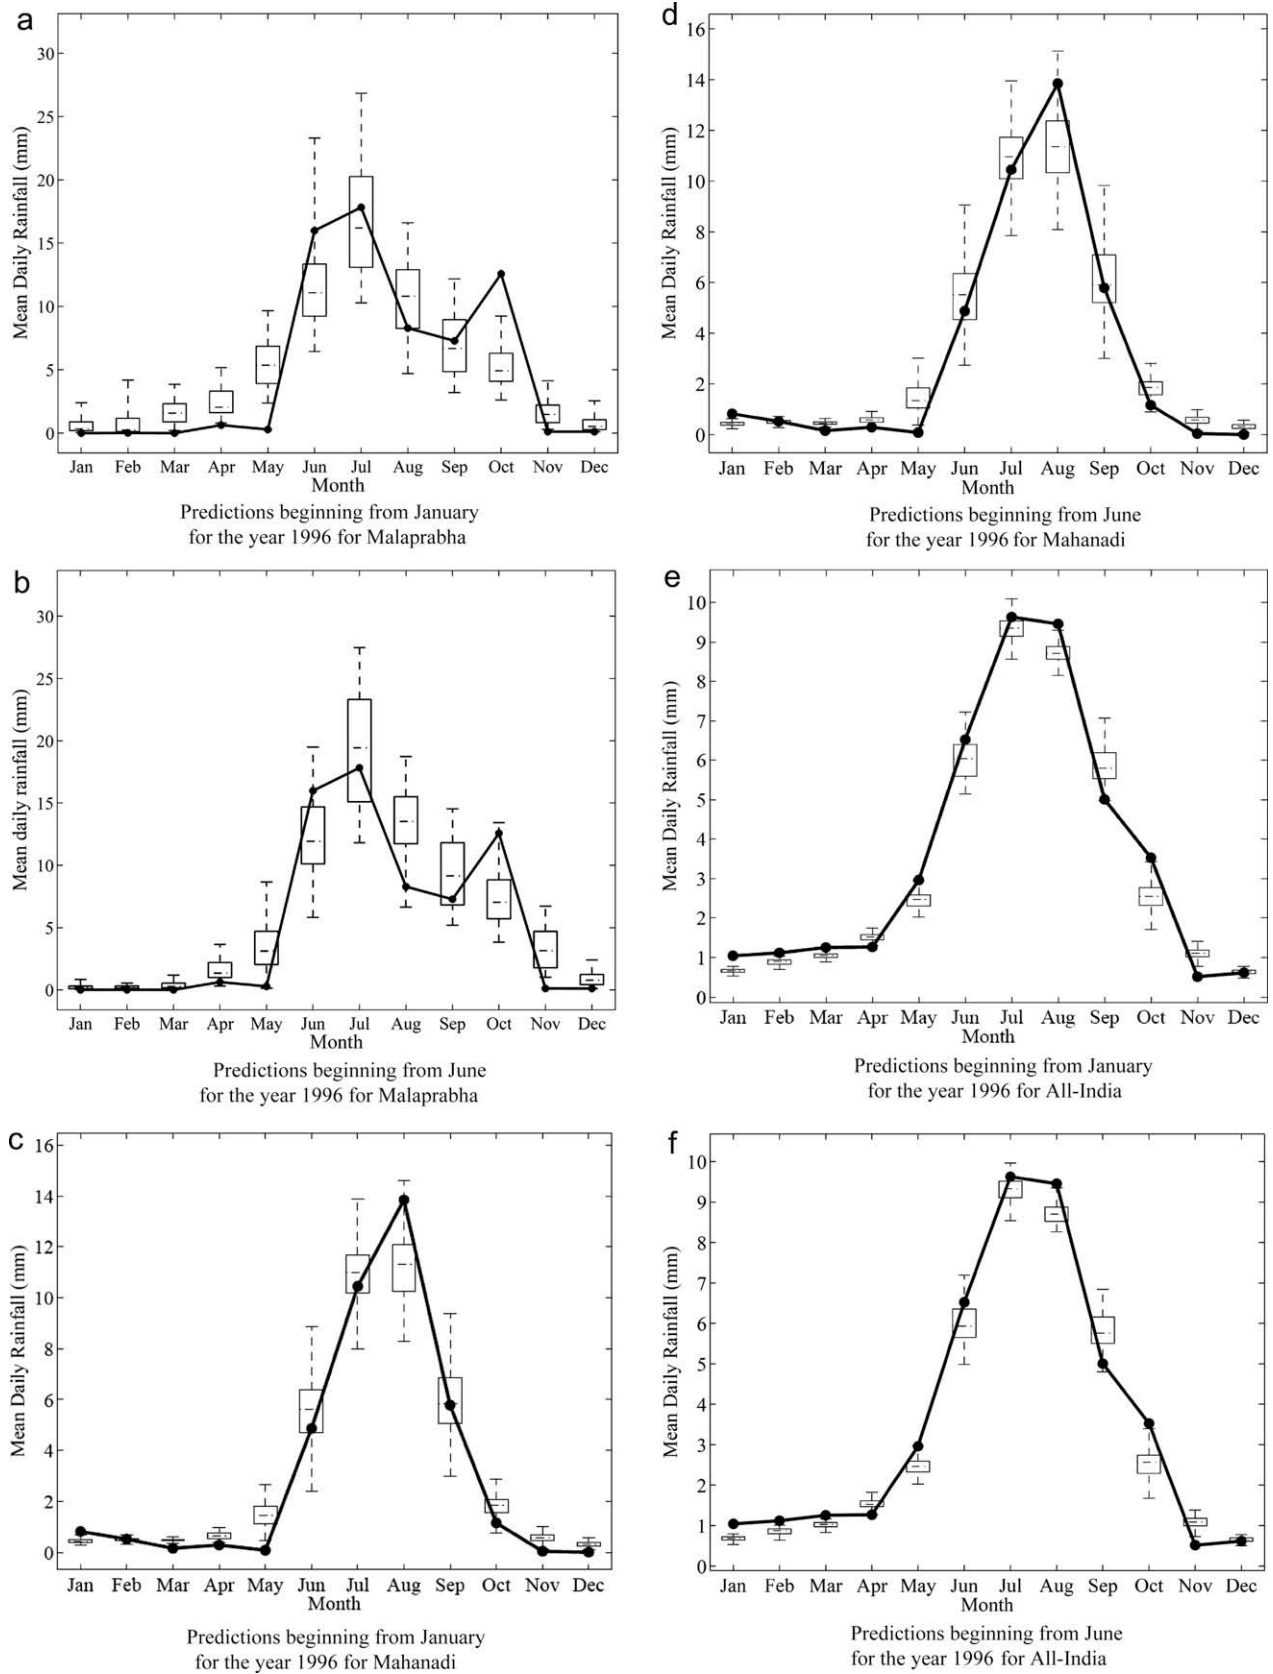 a
Mean Daily Rainfall (mm)
30
25
20
15
10
5
0
Jan Feb Mar Apr May Jun Jul Aug Sep Oct Nov Dec
Month
Predictions beginning from January
for the year 1996 for Malaprabha
b
Mean daily rainfall (mm)
30
25
20
15
10
5
0
Jan Feb Mar Apr May Jun Jul Aug Sep Oct Nov Dec
Month
Predictions beginning from June
for the year 1996 for Malaprabha
c
Mean Daily Rainfall (mm)
16
14
12
10
8
6
4
2
0
Jan Feb Mar Apr May Jun Jul Aug Sep Oct Nov Dec
Month
Predictions beginning from January
for the year 1996 for Mahanadi
d
Mean Daily Rainfall (mm)
16
14
12
10
8
6
4
2
0
Jan Feb Mar Apr May Jun Jul Aug Sep Oct Nov Dec
Month
Predictions beginning from June
for the year 1996 for Mahanadi
e
Mean Daily Rainfall (mm)
10
9
8
7
6
5
4
3
2
1
0
Jan Feb Mar Apr May Jun Jul Aug Sep Oct Nov Dec
Month
Predictions beginning from January
for the year 1996 for All-India
f
Mean Daily Rainfall (mm)
10
9
8
7
6
5
4
3
2
1
0
Jan Feb Mar Apr May Jun Jul Aug Sep Oct Nov Dec
Month
Predictions beginning from June
for the year 1996 for All-India